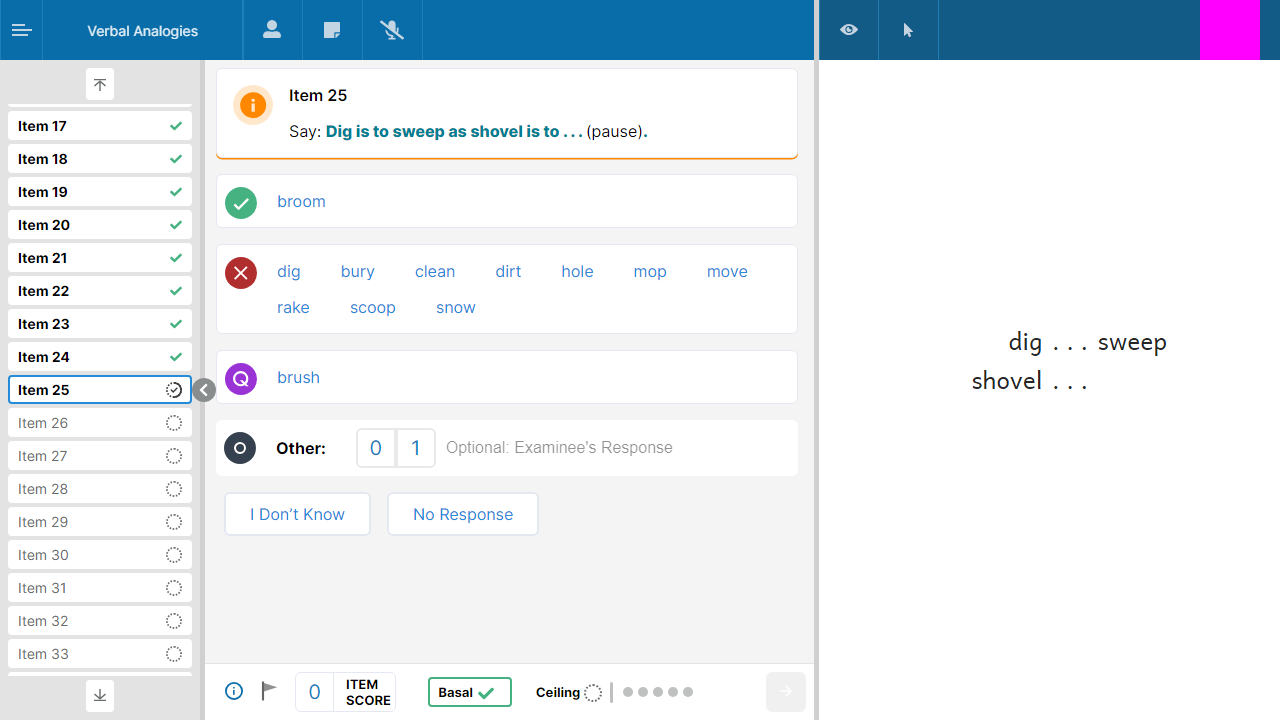 Verbal Analogies
Item 17
Item 18
Item 19
Item 20
Item 21
Item 22
Item 23
Item 24
Item 25
Item 26
Item 27
Item 28
Item 29
Item 30
Item 31
Item 32
Item 33
Item 25
Say: Dig is to sweep as shovel is to . . . (pause).
broom
dig bury clean dirt hole mop move
rake scoop snow
Q brush
Other: 0 1 Optional: Examinee's Response
I Don’t Know No Response
0 ITEM SCORE Basal Ceiling
dig . . . sweep
shovel . . .